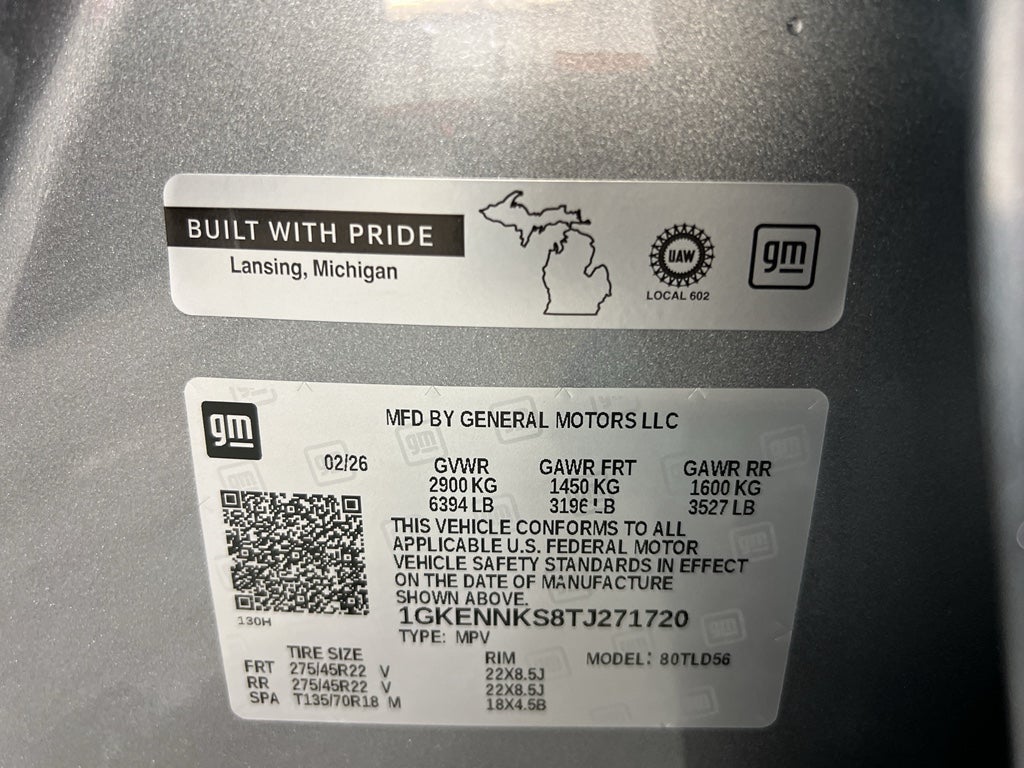 BUILT WITH PRIDE
Lansing, Michigan
UAW
LOCAL 602
gm
gm
MFD BY GENERAL MOTORS LLC
02/26 GVWR GAWR FRT GAWR RR
2900 KG 1450 KG 1600 KG
6394 LB 3196 LB 3527 LB
THIS VEHICLE CONFORMS TO ALL
APPLICABLE U.S. FEDERAL MOTOR
VEHICLE SAFETY STANDARDS IN EFFECT
ON THE DATE OF MANUFACTURE
SHOWN ABOVE.
130H
1GKENNKS8TJ271720
TYPE: MPV
TIRE SIZE RIM MODEL: 80TLD56
FRT 275/45R22 V 22X8.5J
RR 275/45R22 V 22X8.5J
SPA T135/70R18 M 18X4.5B